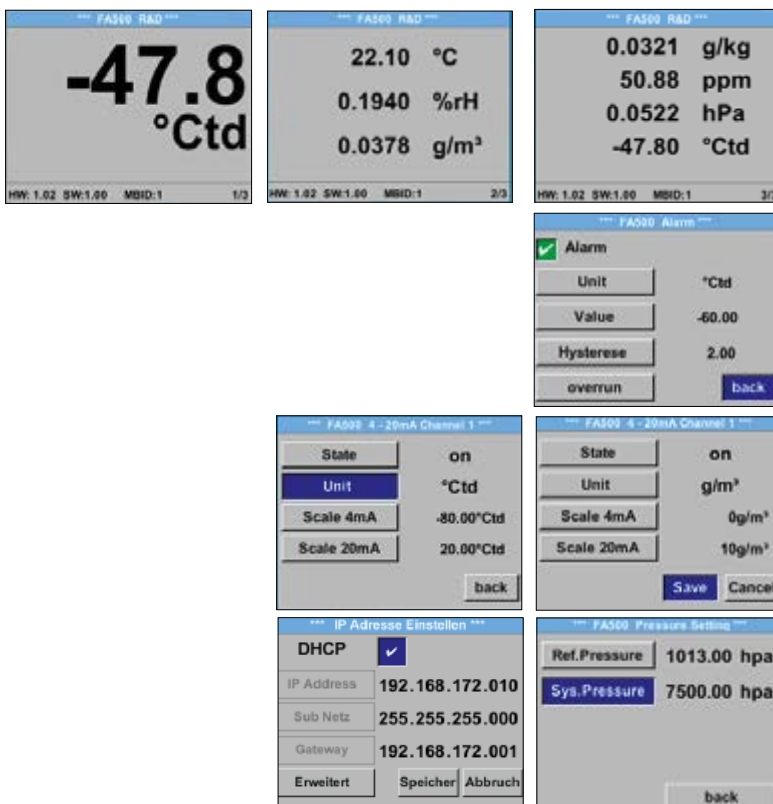 *** FA500 R&D ***
-47.8
°Ctd
HW: 1.02 SW:1.00 MBID:1 1/3
*** FA500 R&D ***
22.10 °C
0.1940 %rH
0.0378 g/m³
HW: 1.02 SW:1.00 MBID:1 2/3
*** FA500 R&D ***
0.0321 g/kg
50.88 ppm
0.0522 hPa
-47.80 °Ctd
HW: 1.02 SW:1.00 MBID:1 3/3
*** FA500 Alarm ***
Alarm
Unit °Ctd
Value -60.00
Hysterese 2.00
overrun back
*** FA500 4 - 20mA Channel 1 ***
State on
Unit °Ctd
Scale 4mA -80.00°Ctd
Scale 20mA 20.00°Ctd
back
*** FA500 4 - 20mA Channel 1 ***
State on
Unit g/m³
Scale 4mA 0g/m³
Scale 20mA 10g/m³
Save Cancel
*** IP Adresse Einstellen ***
DHCP
IP Address 192.168.172.010
Sub Netz 255.255.255.000
Gateway 192.168.172.001
Erweitert Speicher Abbruch
*** FA500 Pressure Setting ***
Ref.Pressure 1013.00 hpa
Sys.Pressure 7500.00 hpa
back